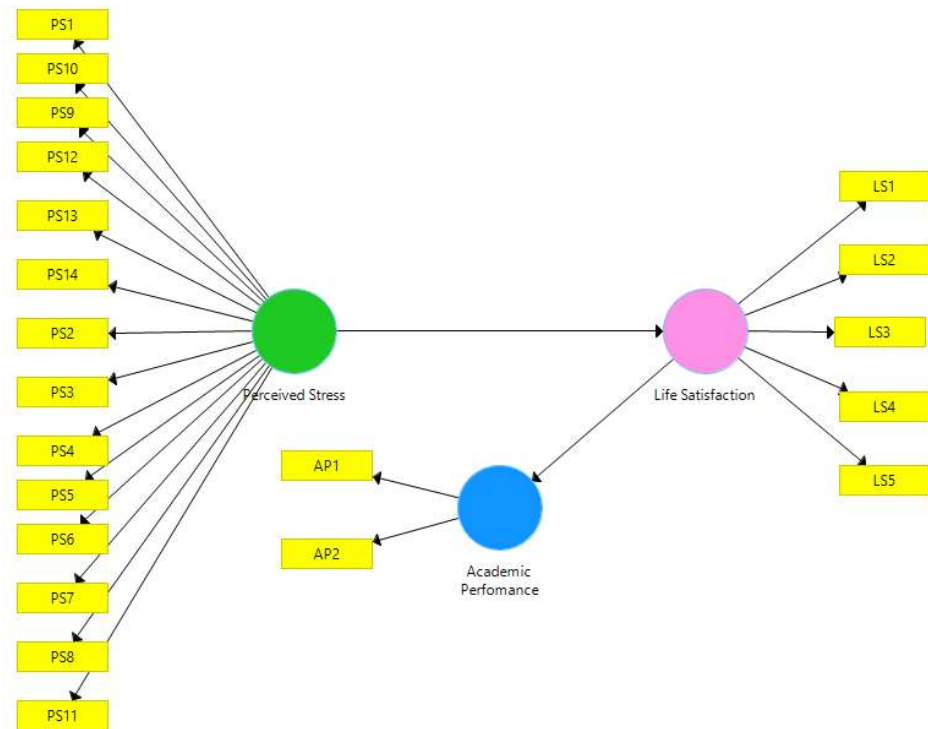 PS1
PS10
PS9
PS12
PS13
PS14
PS2
PS3
PS4
PS5
PS6
PS7
PS8
PS11
Perceived Stress
AP1
AP2
Academic
Perfomance
Life Satisfaction
LS1
LS2
LS3
LS4
LS5